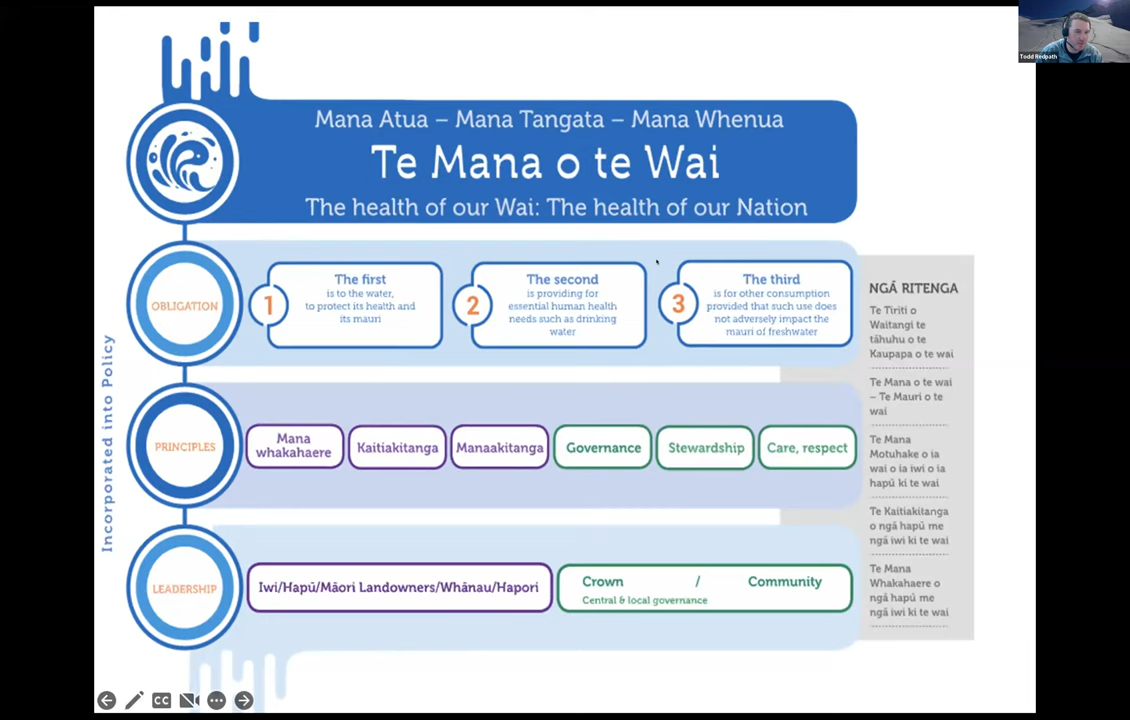 Todd Redpath
Mana Atua – Mana Tangata – Mana Whenua
Te Mana o te Wai
The health of our Wai: The health of our Nation
Incorporated into Policy
OBLIGATION
1
The first
is to the water,
to protect its health and
its mauri
2
The second
is providing for
essential human health
needs such as drinking
water
3
The third
is for other consumption
provided that such use does
not adversely impact the
mauri of freshwater
PRINCIPLES
Mana
whakahaere
Kaitiakitanga
Manaakitanga
Governance
Stewardship
Care, respect
LEADERSHIP
Iwi/Hapū/Māori Landowners/Whānau/Hapori
Crown / Community
Central & local governance
NGĀ RITENGA
Te Tiriti o
Waitangi te
tāhuhu o te
Kaupapa o te wai
Te Mana o te wai
– Te Mauri o te
wai
Te Mana
Motuhake o ia
wai o ia iwi o ia
hapū ki te wai
Te Kaitiakitanga
o ngā hapū me
ngā iwi ki te wai
Te Mana
Whakahaere o
ngā hapū me
ngā iwi ki te wai
CC